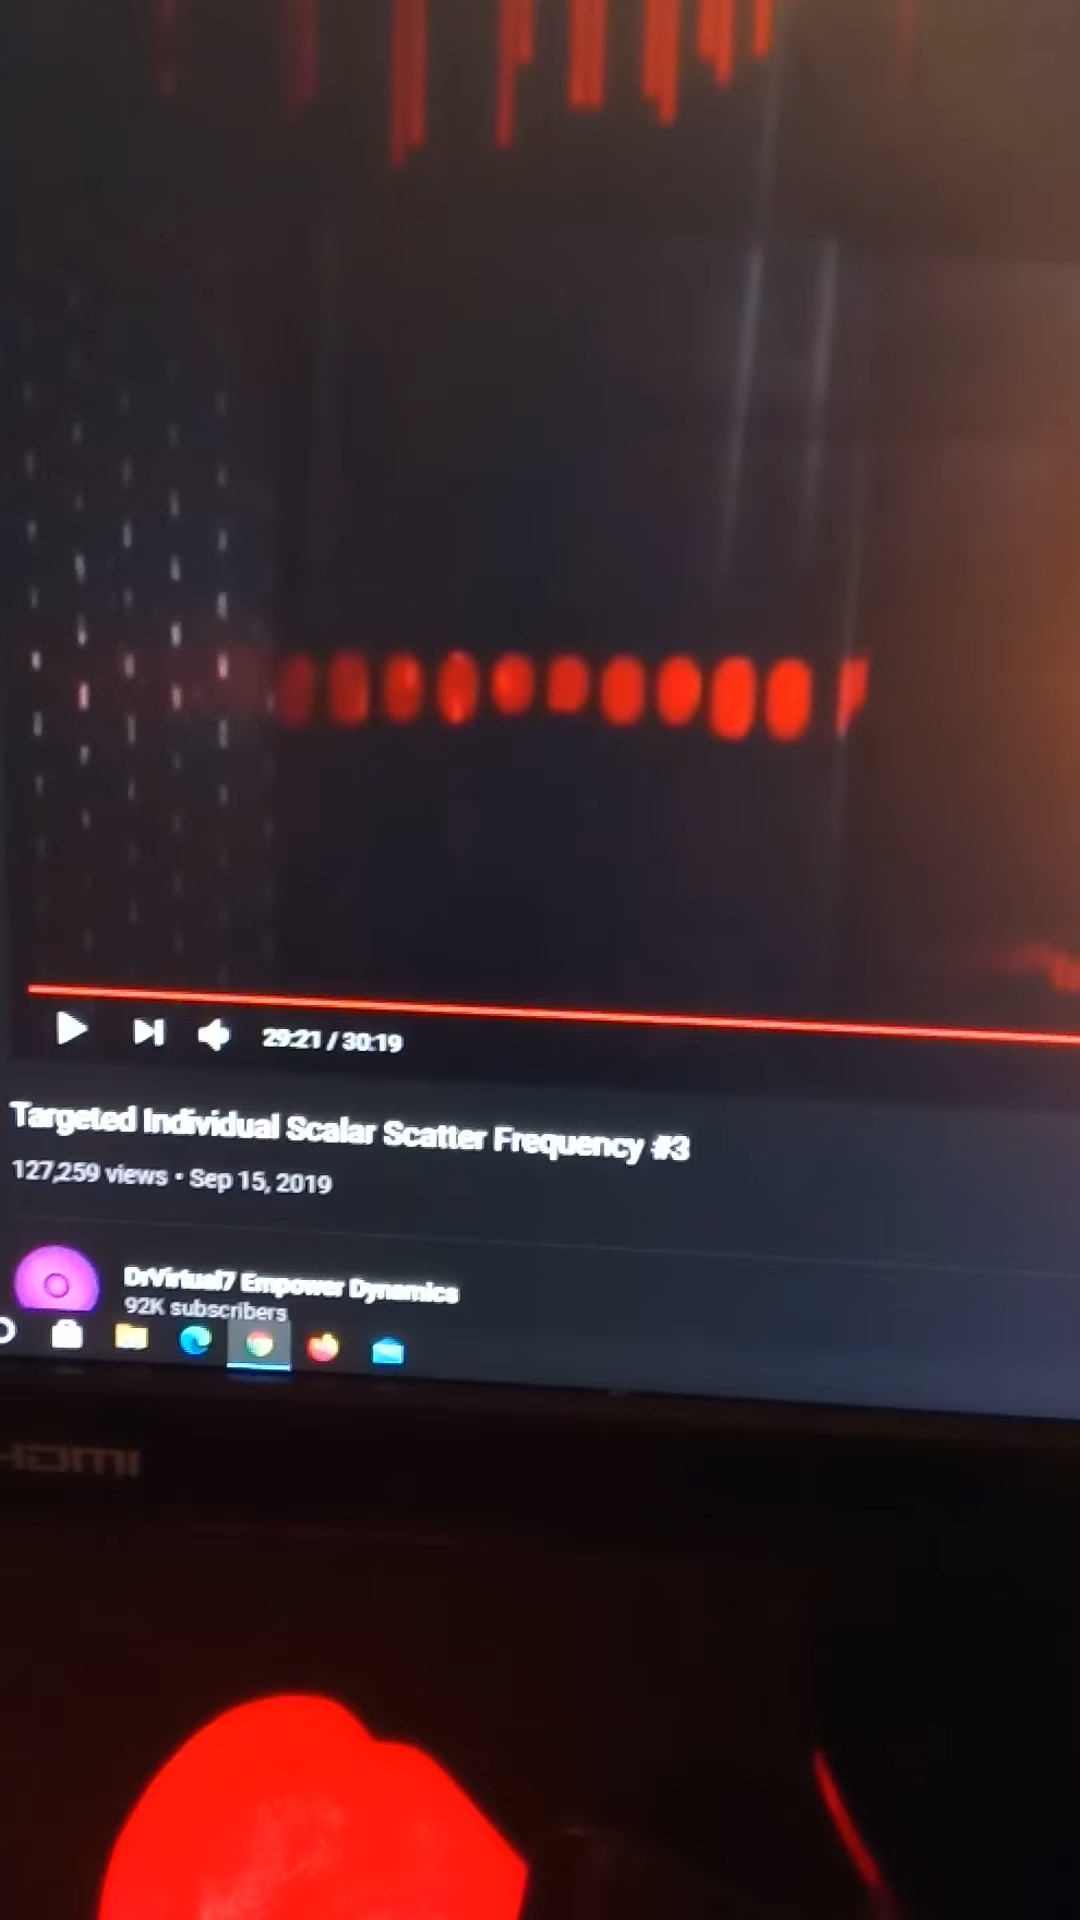 29:21 / 30:19
Targeted Individual Scalar Scatter Frequency #3
127,259 views • Sep 15, 2019
DrVirtual7 Empower Dynamics
92K subscribers
HDMI